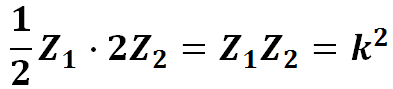 ½Z₁ · 2Z₂ = Z₁Z₂ = k²